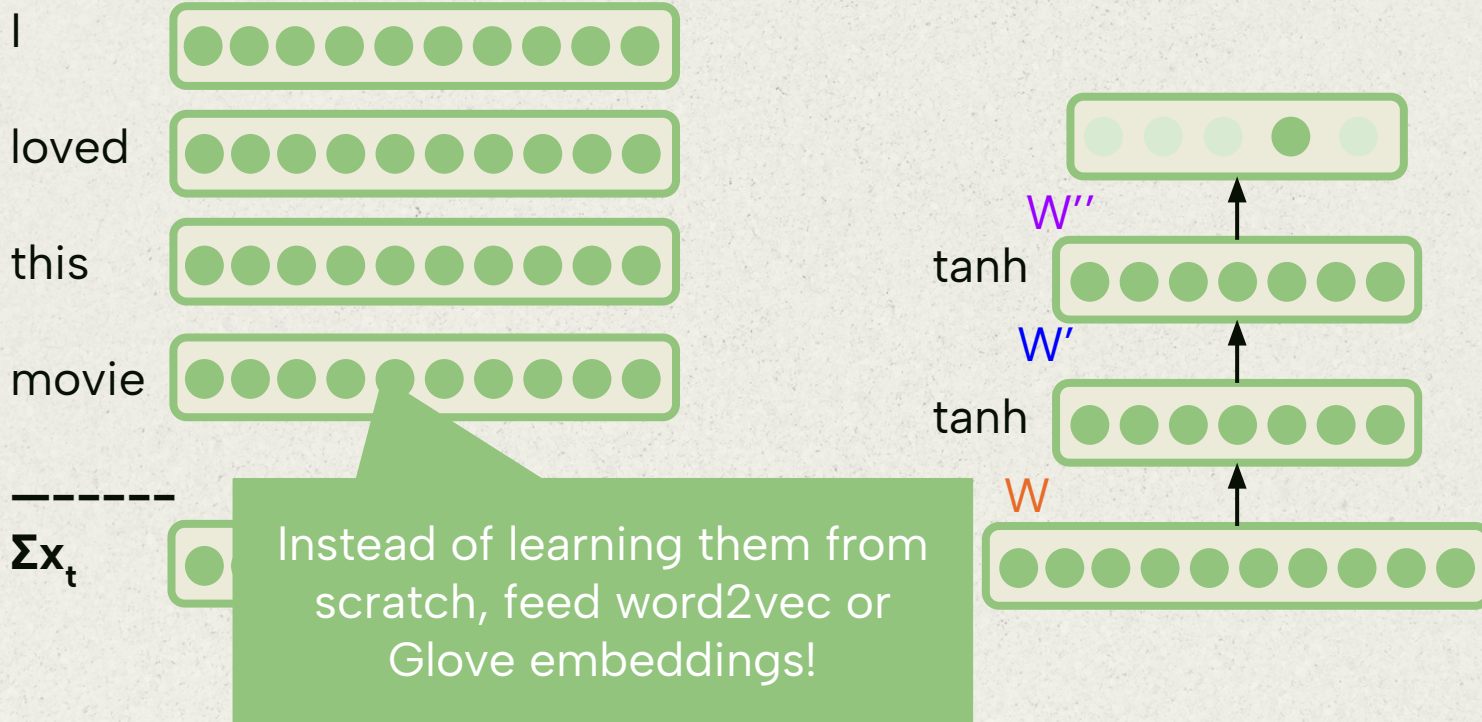 I
loved
this
movie
–––––––
Σxt
Instead of learning them from
scratch, feed word2vec or
Glove embeddings!
W''
tanh
W'
tanh
W